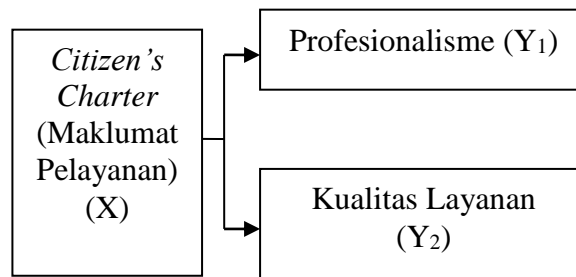 Citizen's
Charter
(Maklumat
Pelayanan)
(X)
Profesionalisme (Y₁)
Kualitas Layanan
(Y₂)